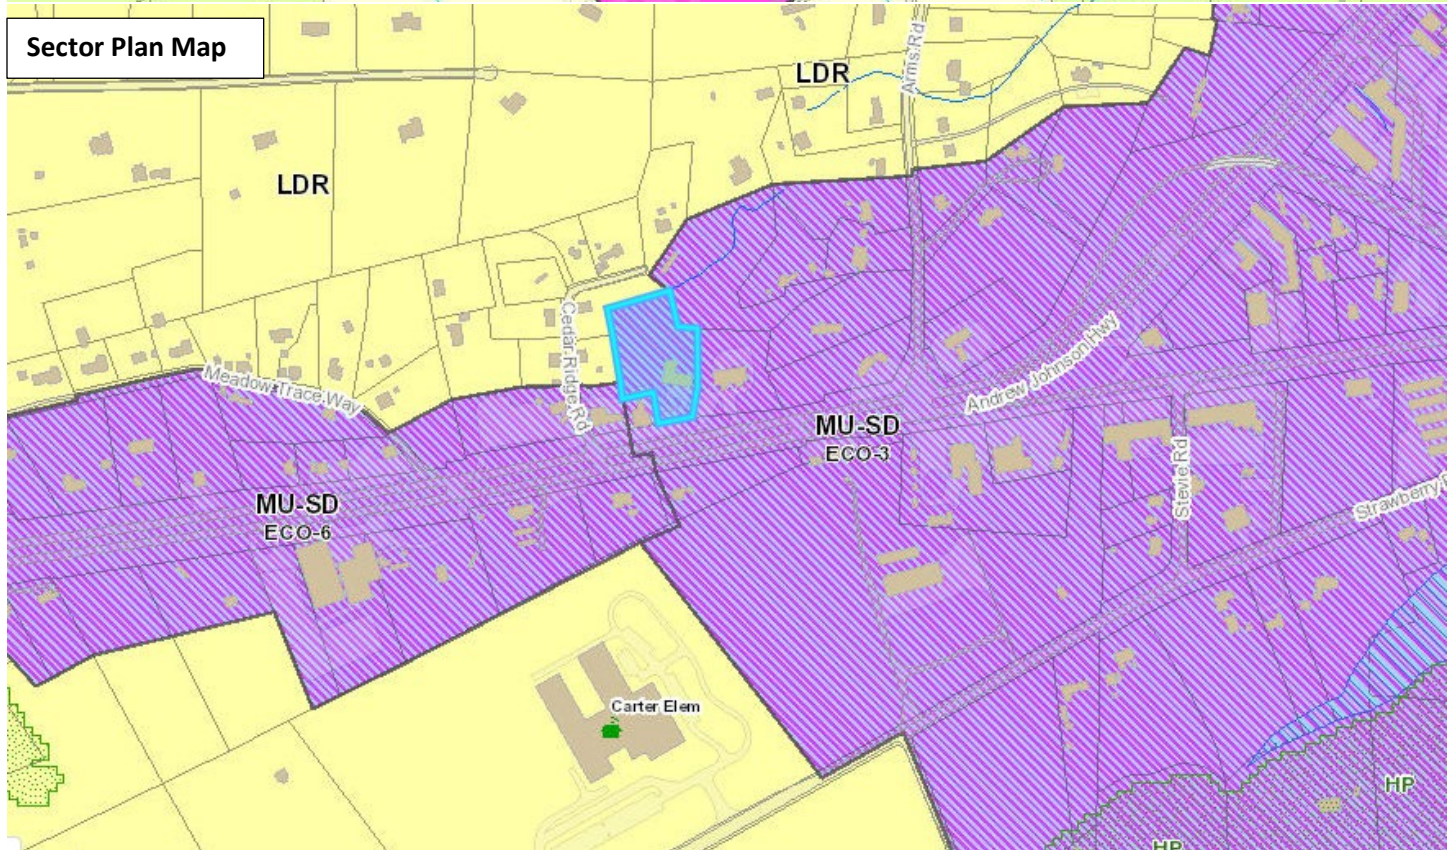 Sector Plan Map
LDR
Arms Rd
LDR
Cedar Ridge Rd
Meadow Trace Way
Andrew Johnson Hwy
MU-SD
ECO-3
Stevie Rd
MU-SD
ECO-6
Strawberry
Carter Elem
HP
HP